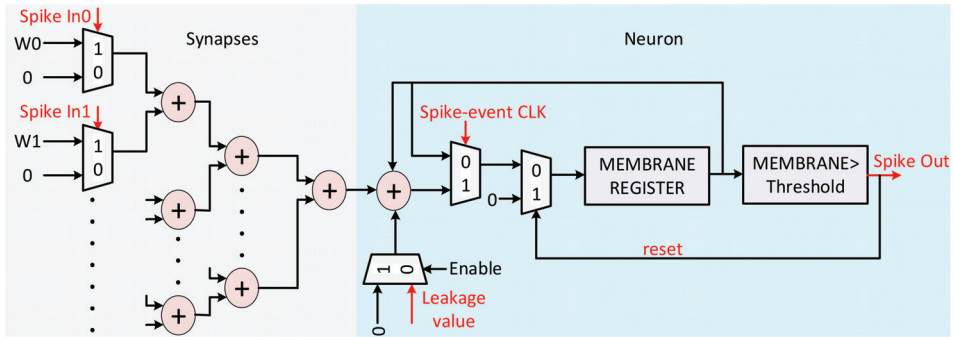 Spike In0
Synapses
Neuron
W0
1
0
0
+
Spike In1
W1
1
0
0
+
+
+
+
+
Spike-event CLK
0
1
0
1
0
+
MEMBRANE
REGISTER
MEMBRANE>
Threshold
Spike Out
reset
1
0
Enable
0
Leakage
value